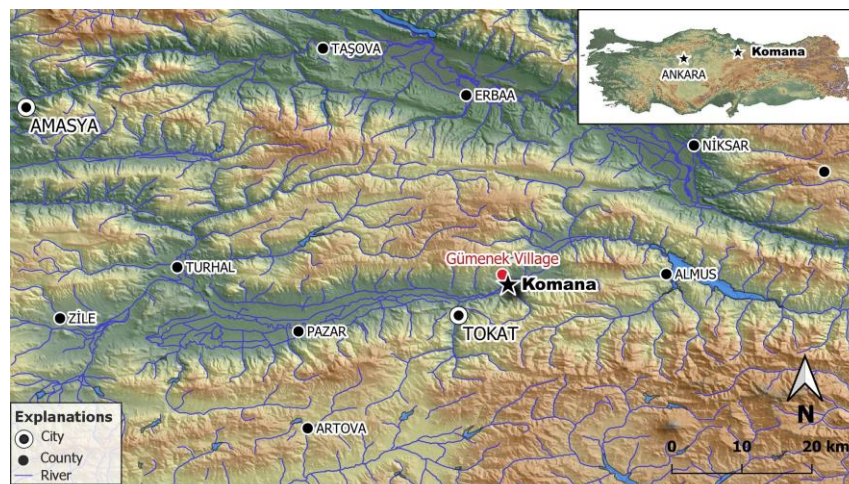 TAŞOVA
ERBAA
AMASYA
Komana
ANKARA
NİKSAR
Gümenek Village
TURHAL
Komana
ALMUS
ZİLE
PAZAR
TOKAT
ARTOVA
N
0 10 20 km
Explanations
City
County
River